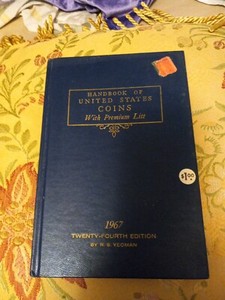 HANDBOOK OF
UNITED STATES
COINS
With Premium List
1967
TWENTY-FOURTH EDITION
BY R. S. YEOMAN
$1.00